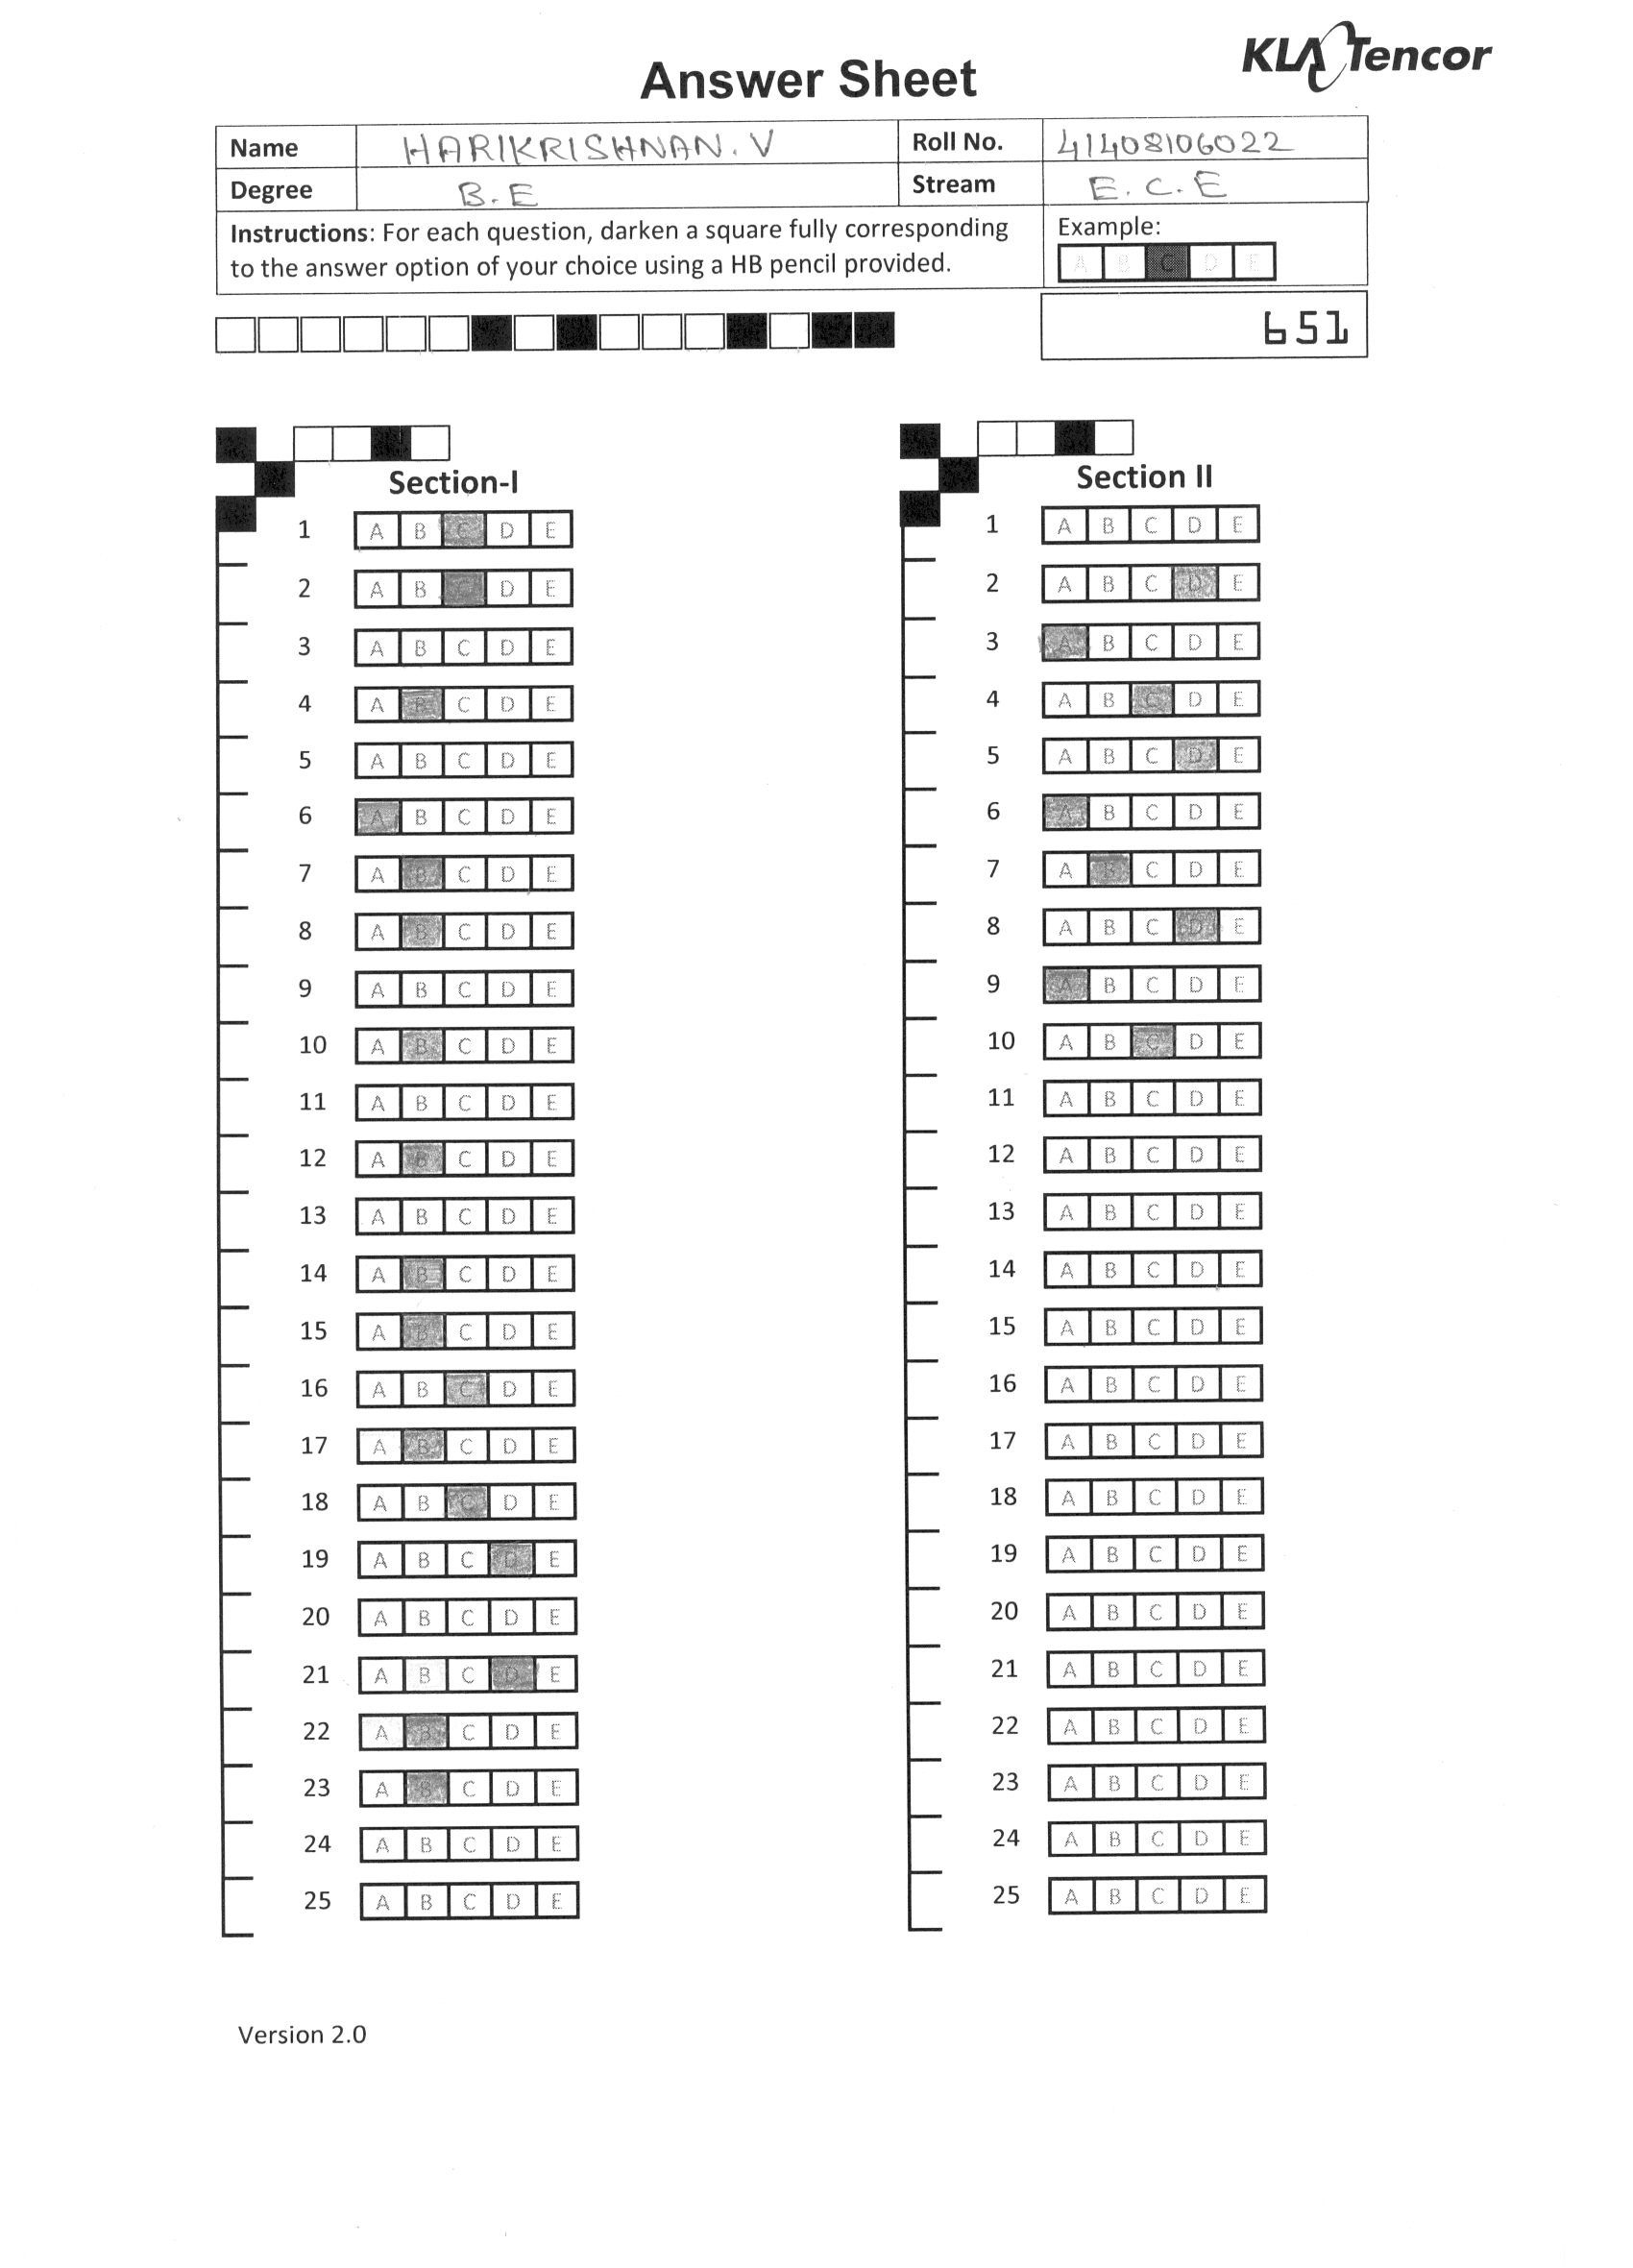 KLA Tencor
Answer Sheet
Name HARIKRISHNAN. V Roll No. 41408106022
Degree B.E Stream E.C.E
Instructions: For each question, darken a square fully corresponding Example:
to the answer option of your choice using a HB pencil provided. A B C D E
651
Section-I
1 A B C D E
2 A B C D E
3 A B C D E
4 A B C D E
5 A B C D E
6 A B C D E
7 A B C D E
8 A B C D E
9 A B C D E
10 A B C D E
11 A B C D E
12 A B C D E
13 A B C D E
14 A B C D E
15 A B C D E
16 A B C D E
17 A B C D E
18 A B C D E
19 A B C D E
20 A B C D E
21 A B C D E
22 A B C D E
23 A B C D E
24 A B C D E
25 A B C D E
Section II
1 A B C D E
2 A B C D E
3 A B C D E
4 A B C D E
5 A B C D E
6 A B C D E
7 A B C D E
8 A B C D E
9 A B C D E
10 A B C D E
11 A B C D E
12 A B C D E
13 A B C D E
14 A B C D E
15 A B C D E
16 A B C D E
17 A B C D E
18 A B C D E
19 A B C D E
20 A B C D E
21 A B C D E
22 A B C D E
23 A B C D E
24 A B C D E
25 A B C D E
Version 2.0